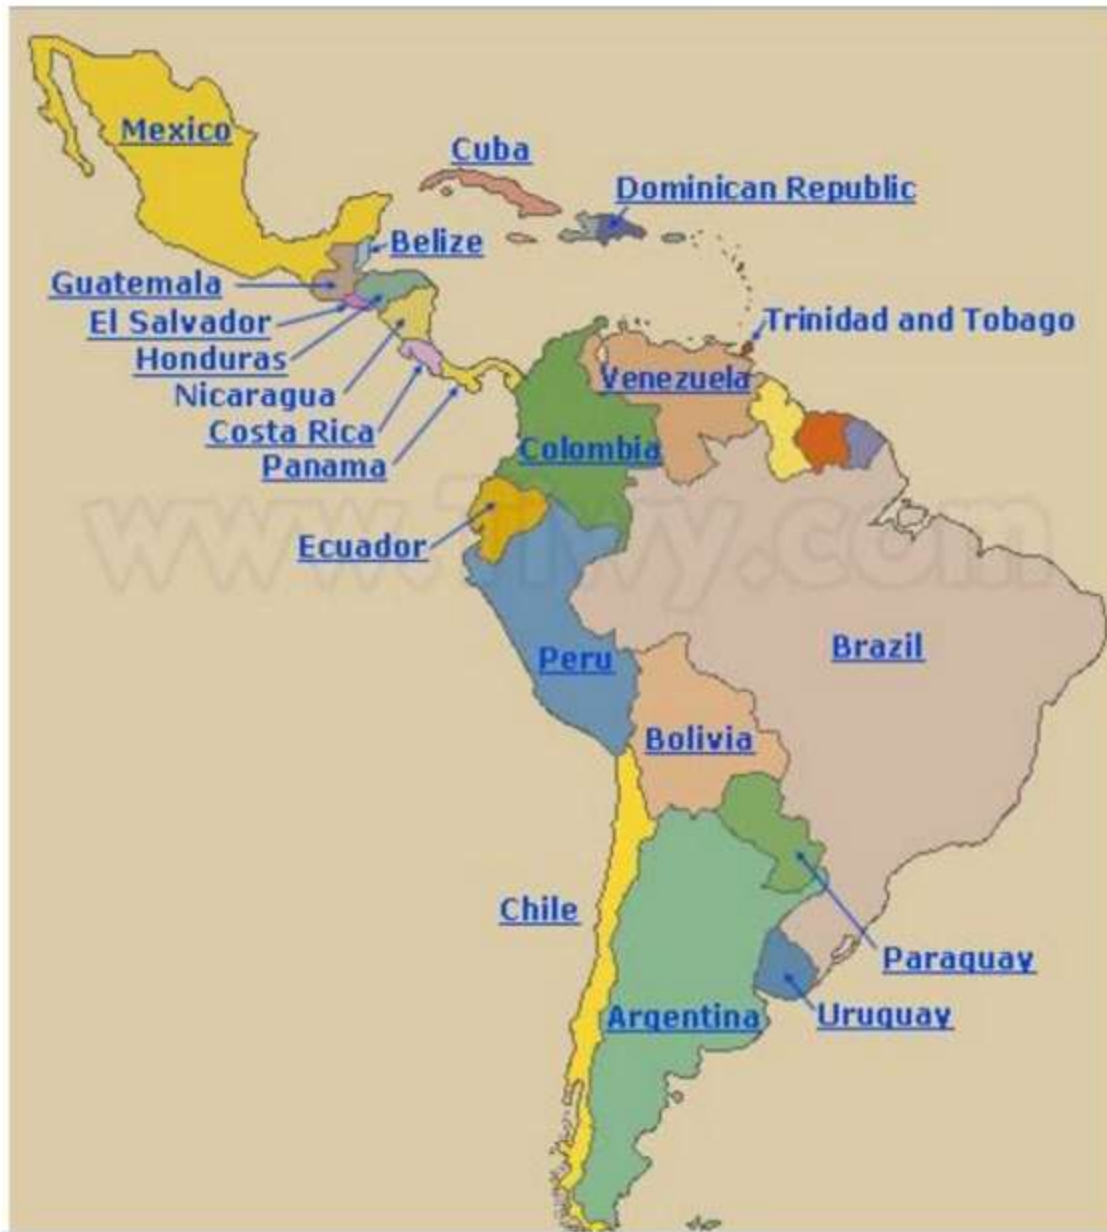 Mexico
Cuba
Dominican Republic
Belize
Guatemala
El Salvador
Trinidad and Tobago
Honduras
Venezuela
Nicaragua
Costa Rica
Colombia
Panama
Ecuador
Brazil
Peru
Bolivia
Chile
Paraguay
Argentina
Uruguay